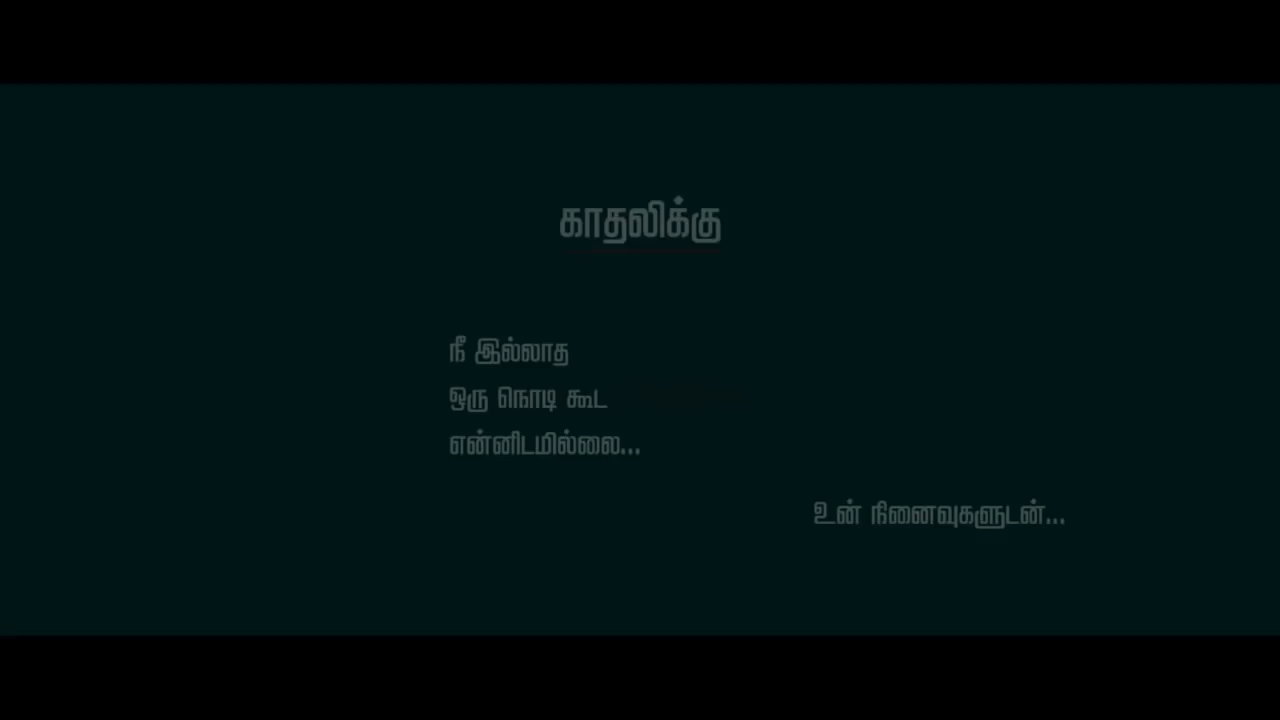 காதலிக்கு
நீ இல்லாத
ஒரு நொடி கூட
என்னிடமில்லை...
உன் நினைவுகளுடன்...